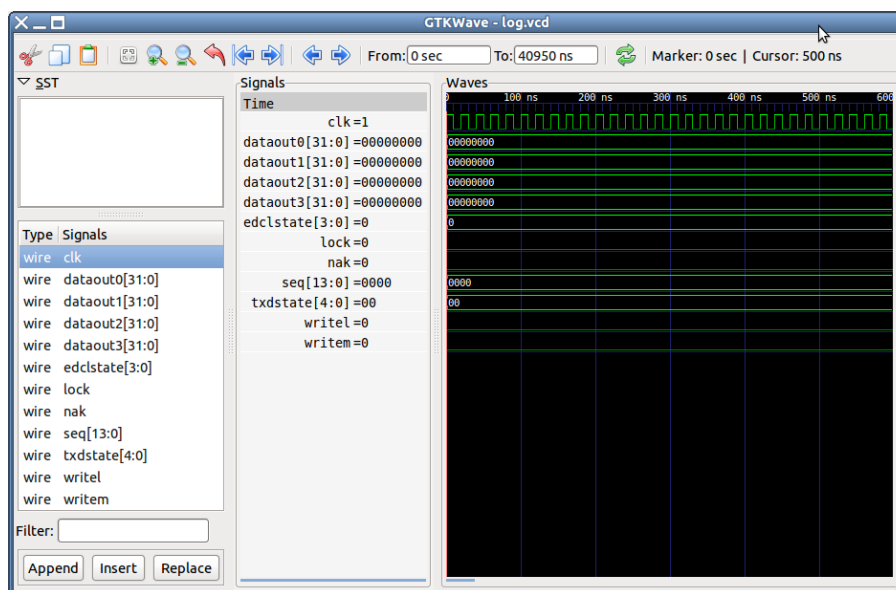 GTKWave - log.vcd
From: 0 sec To: 40950 ns Marker: 0 sec | Cursor: 500 ns
SST
Type Signals
wire clk
wire dataout0[31:0]
wire dataout1[31:0]
wire dataout2[31:0]
wire dataout3[31:0]
wire edclstate[3:0]
wire lock
wire nak
wire seq[13:0]
wire txdstate[4:0]
wire writel
wire writem
Filter:
Append Insert Replace
Signals
Time
clk =1
dataout0[31:0] =00000000
dataout1[31:0] =00000000
dataout2[31:0] =00000000
dataout3[31:0] =00000000
edclstate[3:0] =0
lock =0
nak =0
seq[13:0] =0000
txdstate[4:0] =00
writel =0
writem =0
Waves
0 100 ns 200 ns 300 ns 400 ns 500 ns 600
00000000
00000000
00000000
00000000
0
0000
00